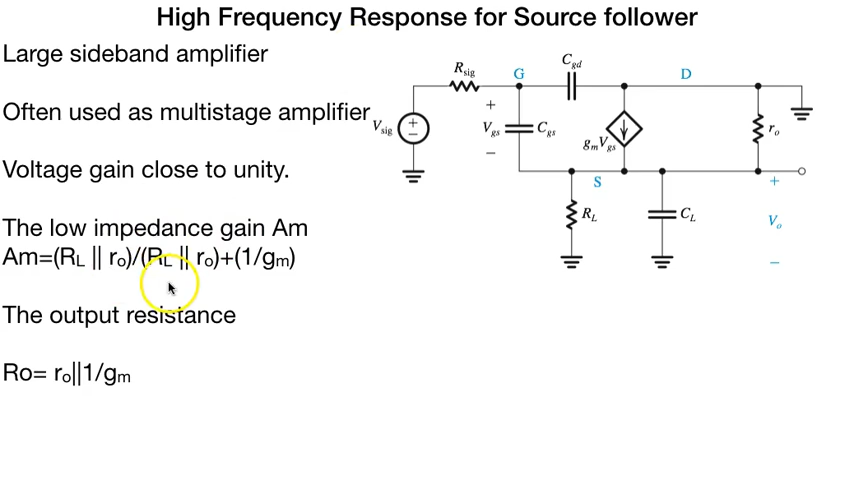 High Frequency Response for Source follower
Large sideband amplifier
Often used as multistage amplifier
Voltage gain close to unity.
The low impedance gain Am
Am=(RL || ro)/(RL || ro)+(1/gm)
The output resistance
Ro= ro||1/gm
Rsig
G
Cgd
D
Vsig
+
−
+
Vgs
−
Cgs
gmVgs
ro
S
RL
CL
+
Vo
−